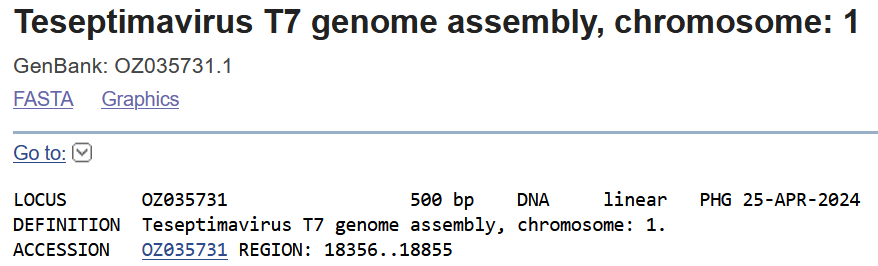 Teseptimavirus T7 genome assembly, chromosome: 1
GenBank: OZ035731.1
FASTA Graphics
Go to:
LOCUS OZ035731 500 bp DNA linear PHG 25-APR-2024
DEFINITION Teseptimavirus T7 genome assembly, chromosome: 1.
ACCESSION OZ035731 REGION: 18356..18855